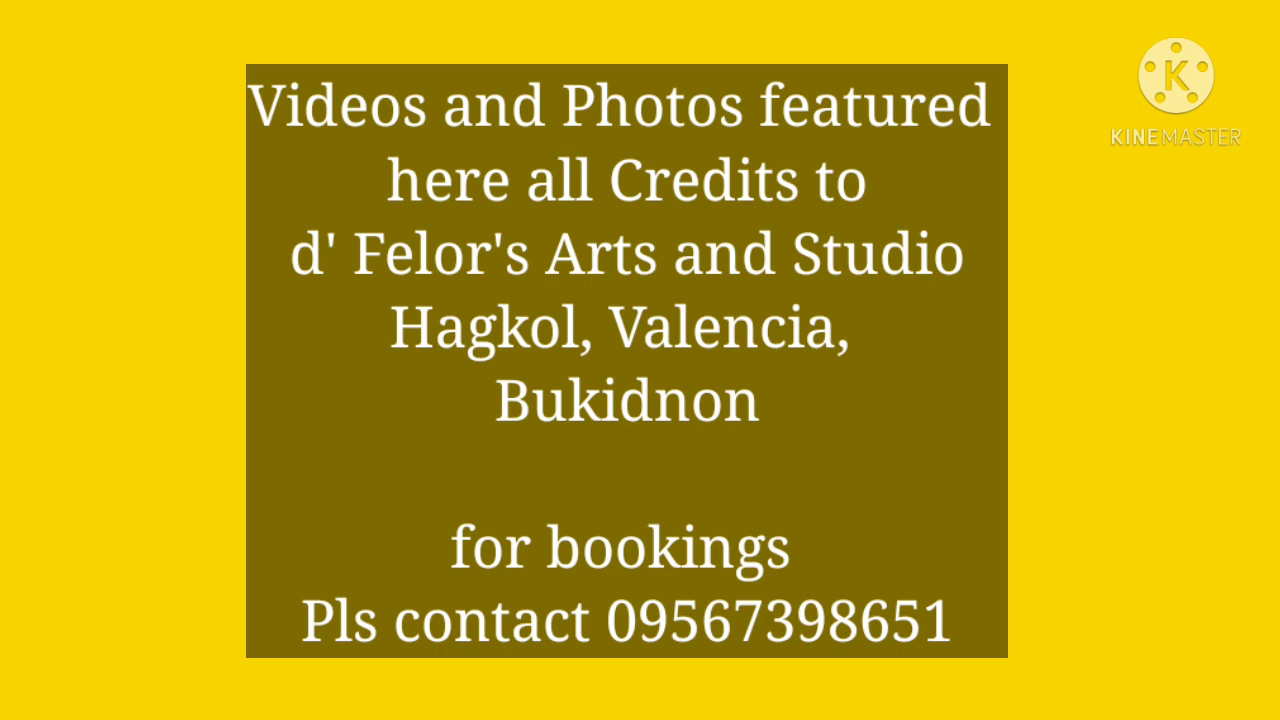 Videos and Photos featured
here all Credits to
d' Felor's Arts and Studio
Hagkol, Valencia,
Bukidnon
for bookings
Pls contact 09567398651
K
KINEMASTER